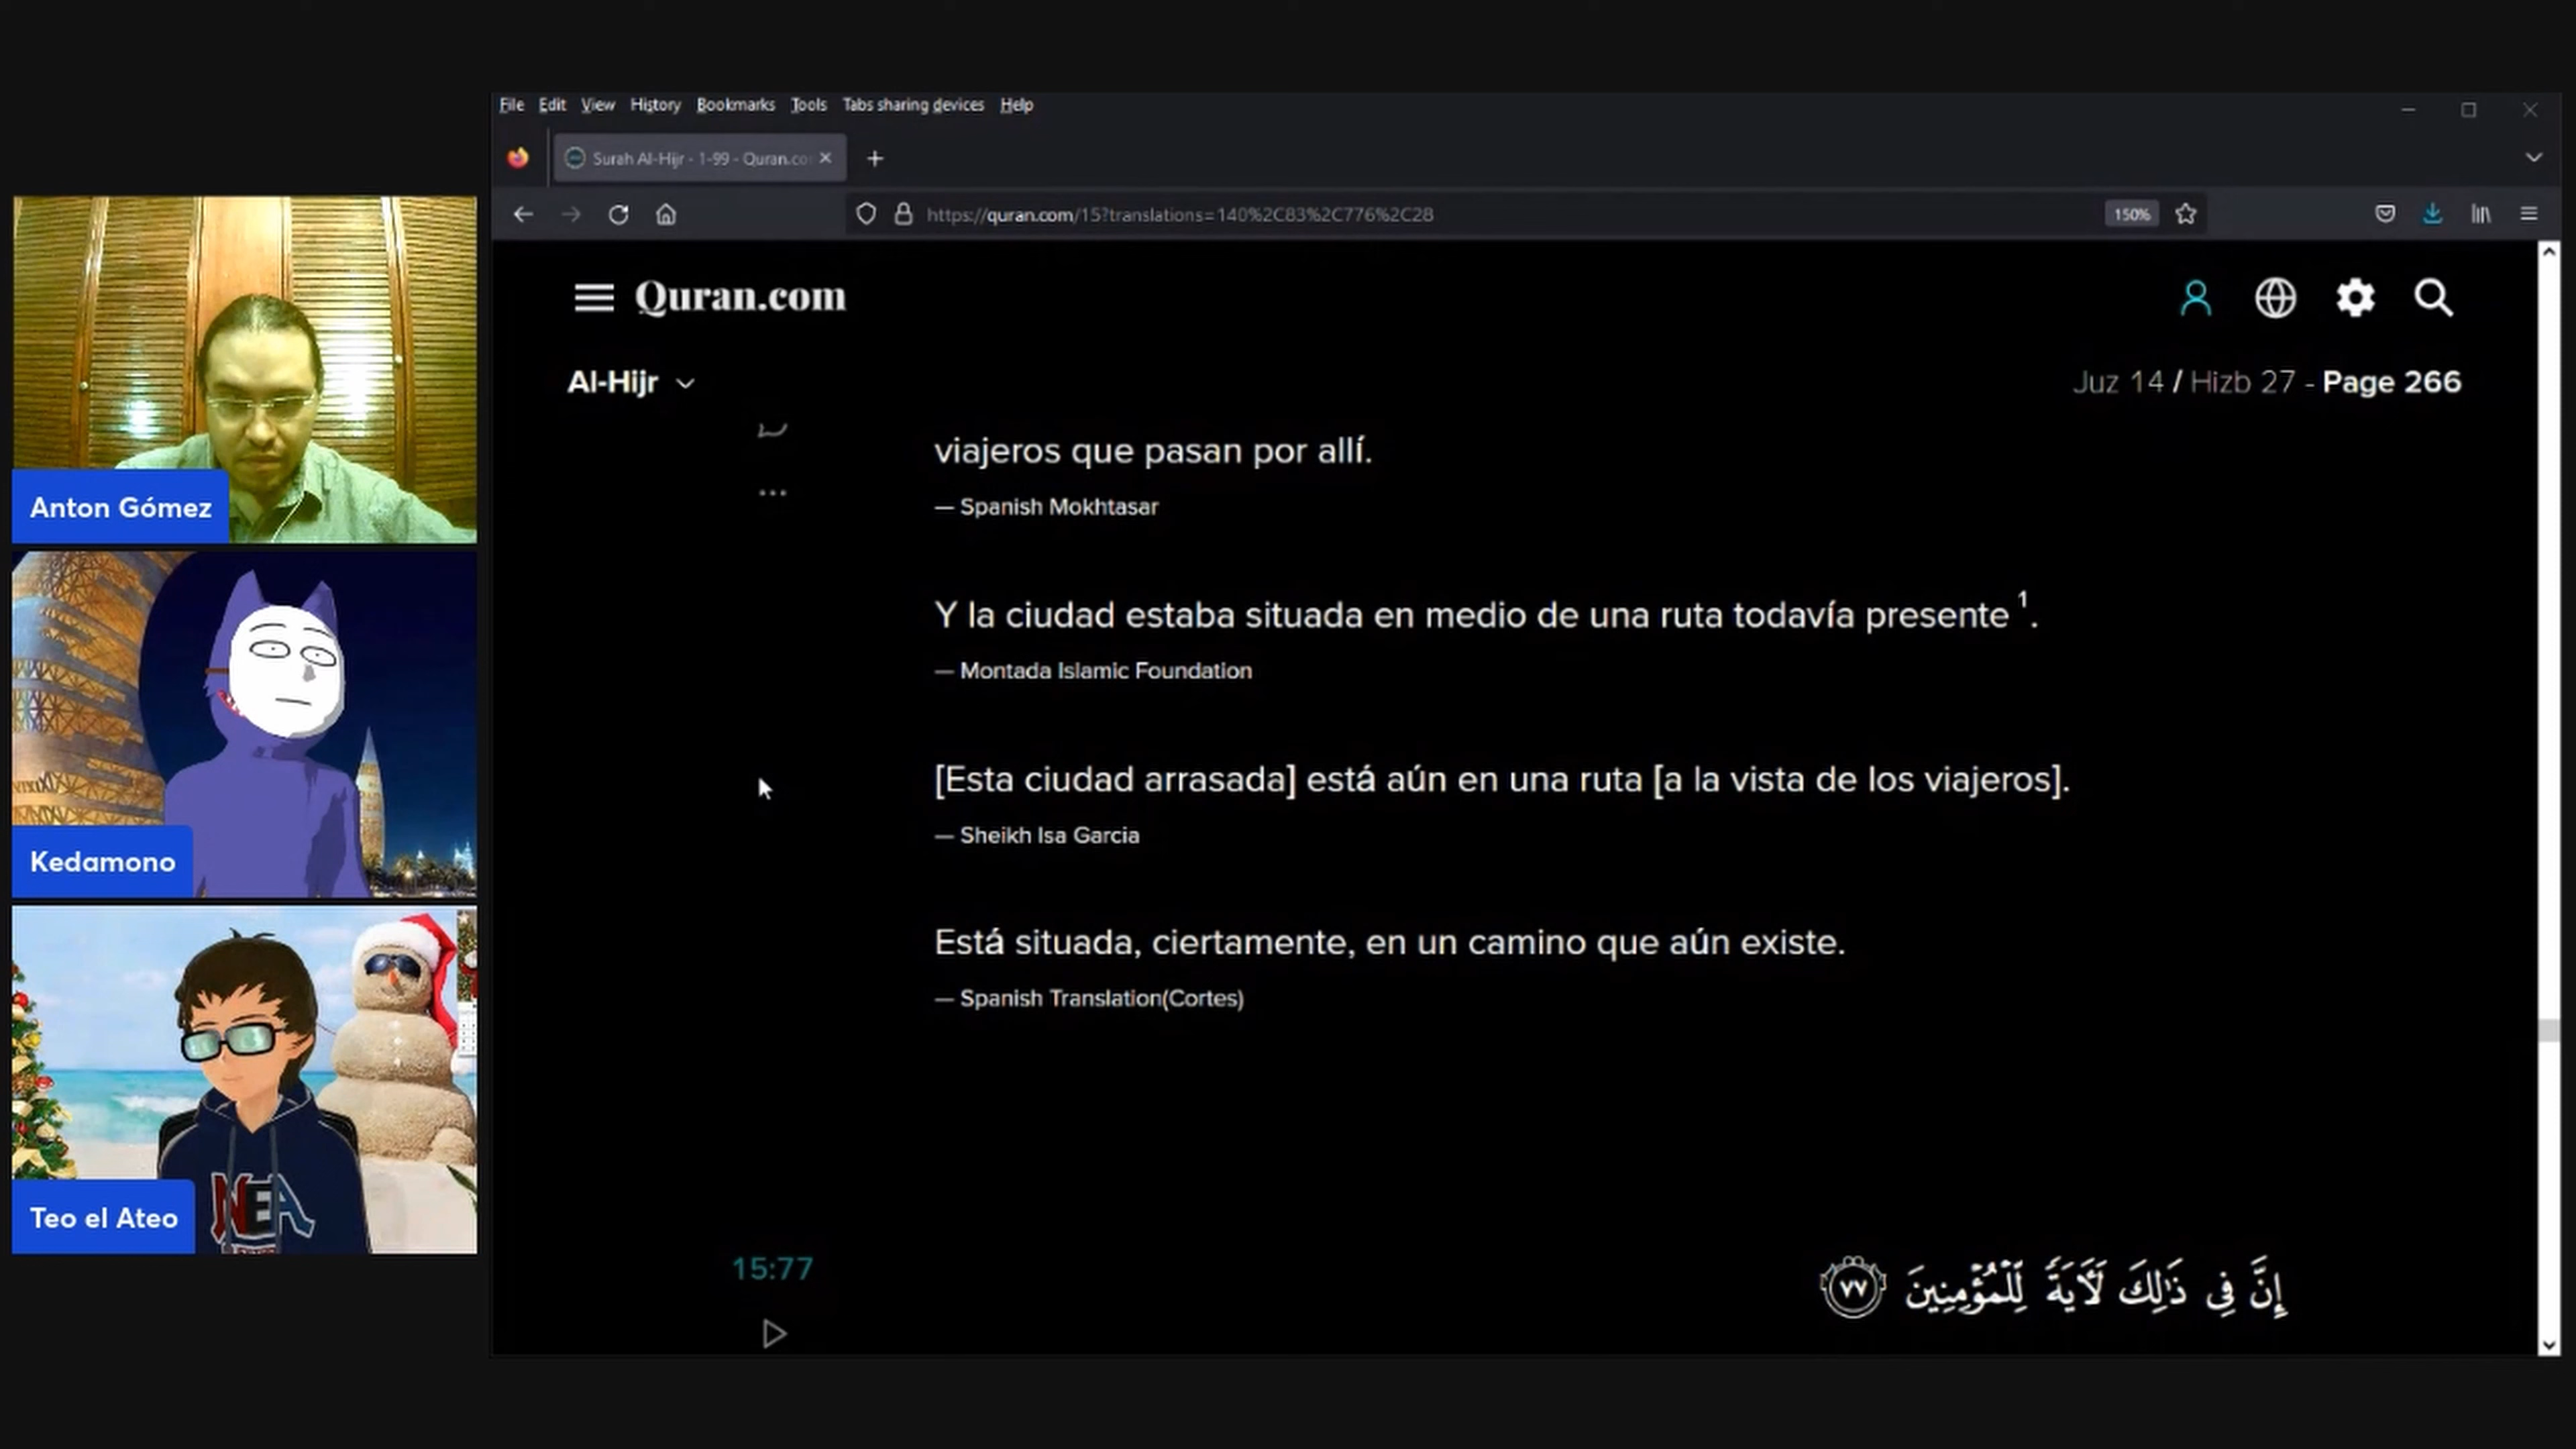 File Edit View History Bookmarks Tools Tabs sharing devices Help
Surah Al-Hijr - 1-99 - Quran.co
https://quran.com/15?translations=140%2C83%2C776%2C28
150%
Quran.com
Al-Hijr
Juz 14 / Hizb 27 - Page 266
viajeros que pasan por allí.
— Spanish Mokhtasar
Y la ciudad estaba situada en medio de una ruta todavía presente 1.
— Montada Islamic Foundation
[Esta ciudad arrasada] está aún en una ruta [a la vista de los viajeros].
— Sheikh Isa Garcia
Está situada, ciertamente, en un camino que aún existe.
— Spanish Translation(Cortes)
15:77
إِنَّ فِى ذَٰلِكَ لَـَٔايَةً لِّلْمُؤْمِنِينَ ٧٧
Anton Gómez
Kedamono
NEA
Teo el Ateo